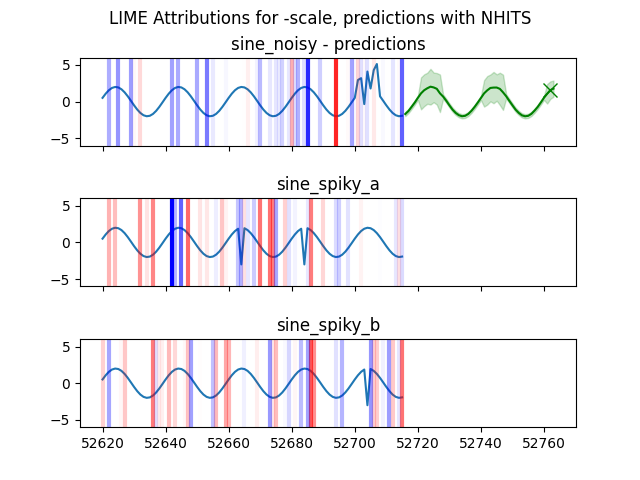 LIME Attributions for -scale, predictions with NHITS
sine_noisy - predictions
5
0
−5
sine_spiky_a
5
0
−5
sine_spiky_b
5
0
−5
52620 52640 52660 52680 52700 52720 52740 52760